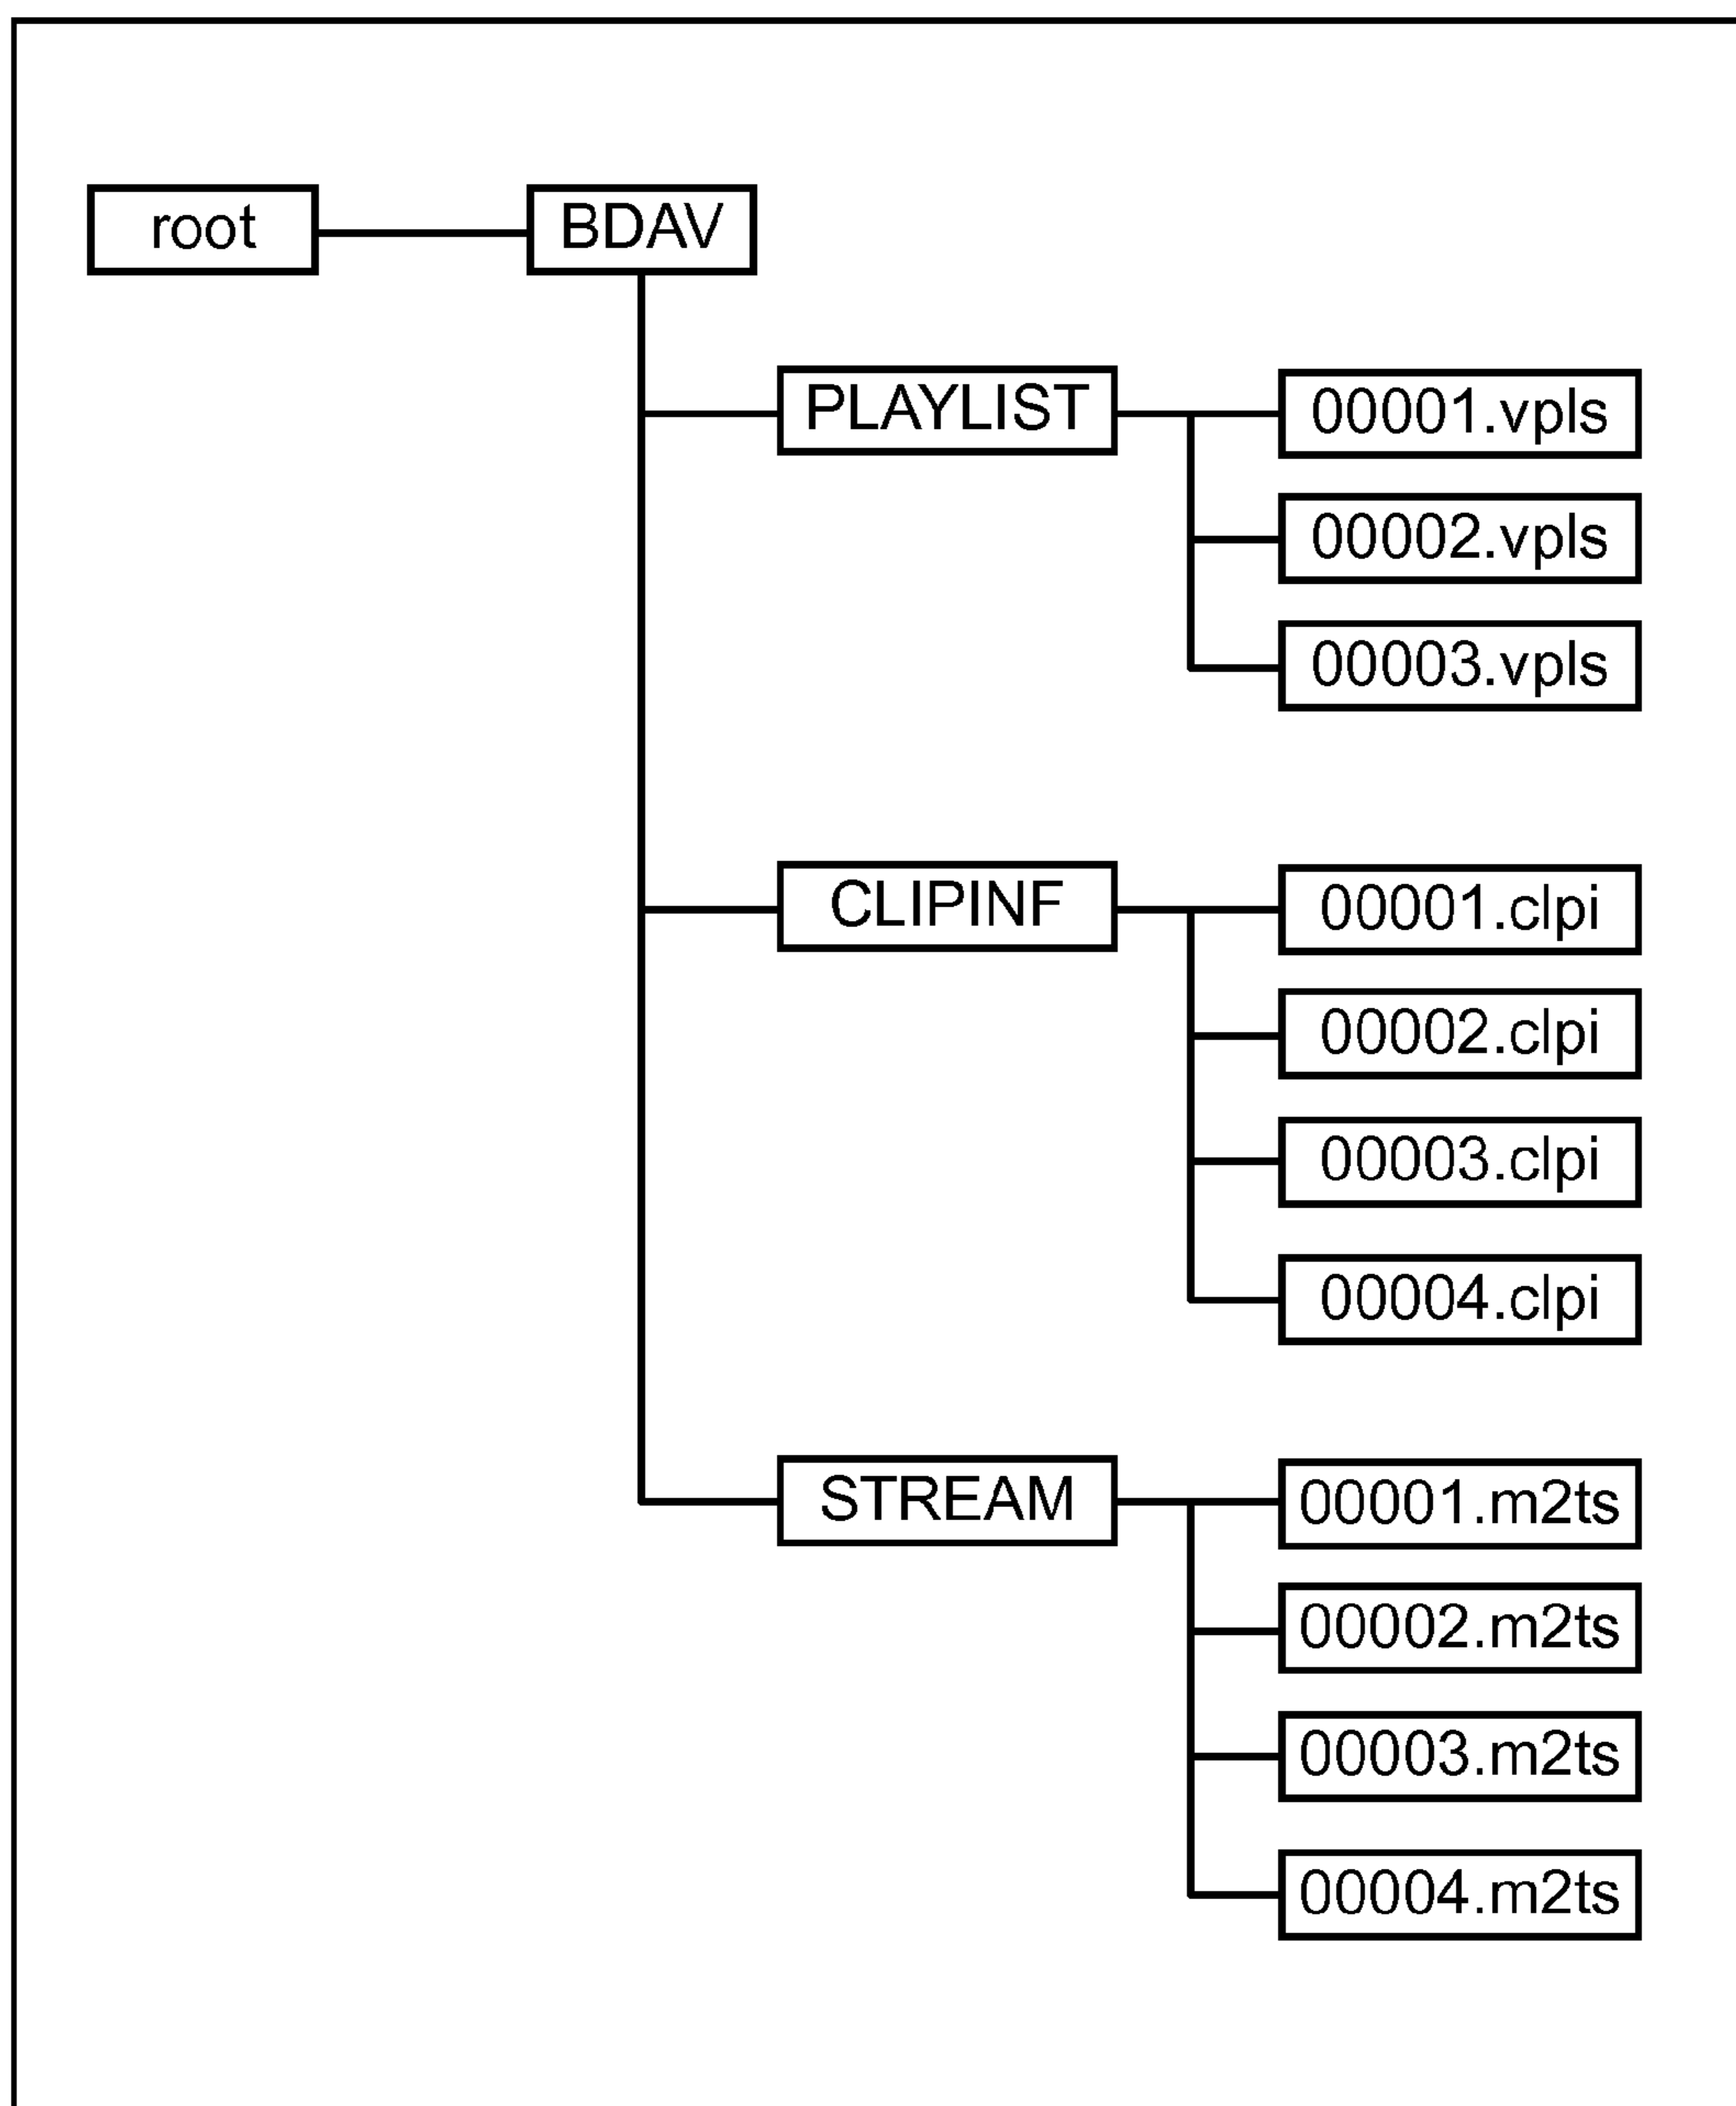 root
BDAV
PLAYLIST
00001.vpls
00002.vpls
00003.vpls
CLIPINF
00001.clpi
00002.clpi
00003.clpi
00004.clpi
STREAM
00001.m2ts
00002.m2ts
00003.m2ts
00004.m2ts